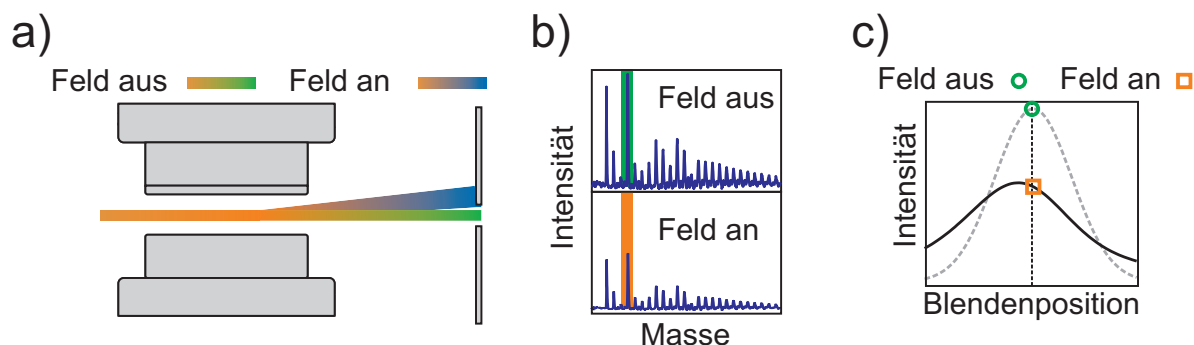 a)
Feld aus
Feld an
b)
Feld aus
Feld an
Intensität
Masse
c)
Feld aus
Feld an
Intensität
Blendenposition